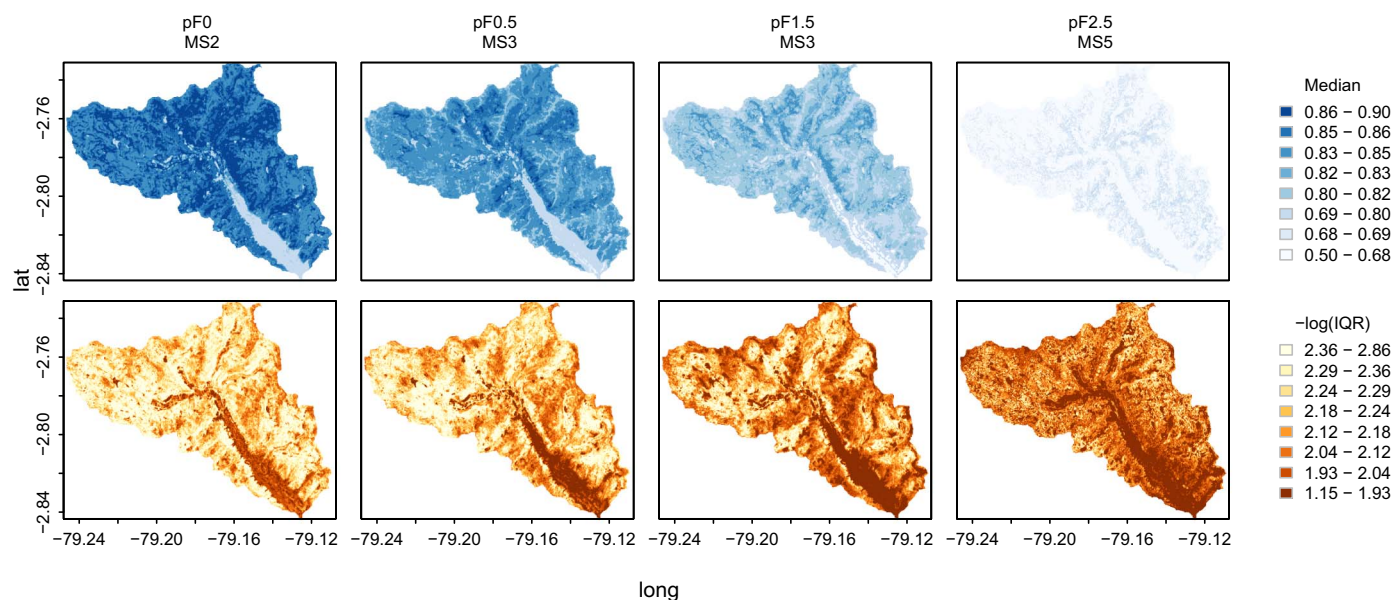 pF0
MS2
pF0.5
MS3
pF1.5
MS3
pF2.5
MS5
−2.76
−2.80
−2.84
lat
Median
0.86 − 0.90
0.85 − 0.86
0.83 − 0.85
0.82 − 0.83
0.80 − 0.82
0.69 − 0.80
0.68 − 0.69
0.50 − 0.68
−2.76
−2.80
−2.84
−log(IQR)
2.36 − 2.86
2.29 − 2.36
2.24 − 2.29
2.18 − 2.24
2.12 − 2.18
2.04 − 2.12
1.93 − 2.04
1.15 − 1.93
−79.24 −79.20 −79.16 −79.12
−79.24 −79.20 −79.16 −79.12
−79.24 −79.20 −79.16 −79.12
−79.24 −79.20 −79.16 −79.12
long